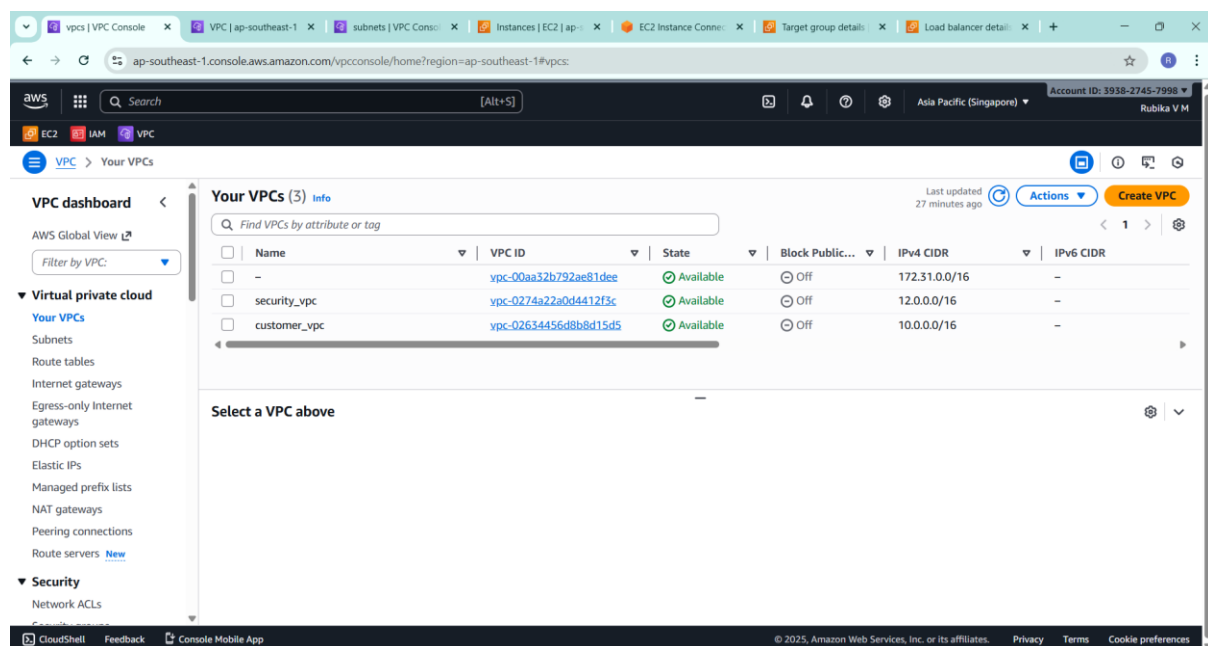 vpcs | VPC Console
VPC | ap-southeast-1
subnets | VPC Consol
Instances | EC2 | ap-s
EC2 Instance Connec
Target group details
Load balancer details
ap-southeast-1.console.aws.amazon.com/vpcconsole/home?region=ap-southeast-1#vpcs:
R
aws
Search
[Alt+S]
Asia Pacific (Singapore)
Account ID: 3938-2745-7998
Rubika V M
EC2 IAM VPC
VPC > Your VPCs
VPC dashboard
AWS Global View
Filter by VPC:
Virtual private cloud
Your VPCs
Subnets
Route tables
Internet gateways
Egress-only Internet
gateways
DHCP option sets
Elastic IPs
Managed prefix lists
NAT gateways
Peering connections
Route servers New
Security
Network ACLs
Your VPCs (3) Info
Last updated
27 minutes ago
Actions
Create VPC
Find VPCs by attribute or tag
1
Name VPC ID State Block Public... IPv4 CIDR IPv6 CIDR
– vpc-00aa32b792ae81dee Available Off 172.31.0.0/16 –
security_vpc vpc-0274a22a0d4412f3c Available Off 12.0.0.0/16 –
customer_vpc vpc-02634456d8b8d15d5 Available Off 10.0.0.0/16 –
Select a VPC above
CloudShell Feedback Console Mobile App
© 2025, Amazon Web Services, Inc. or its affiliates. Privacy Terms Cookie preferences